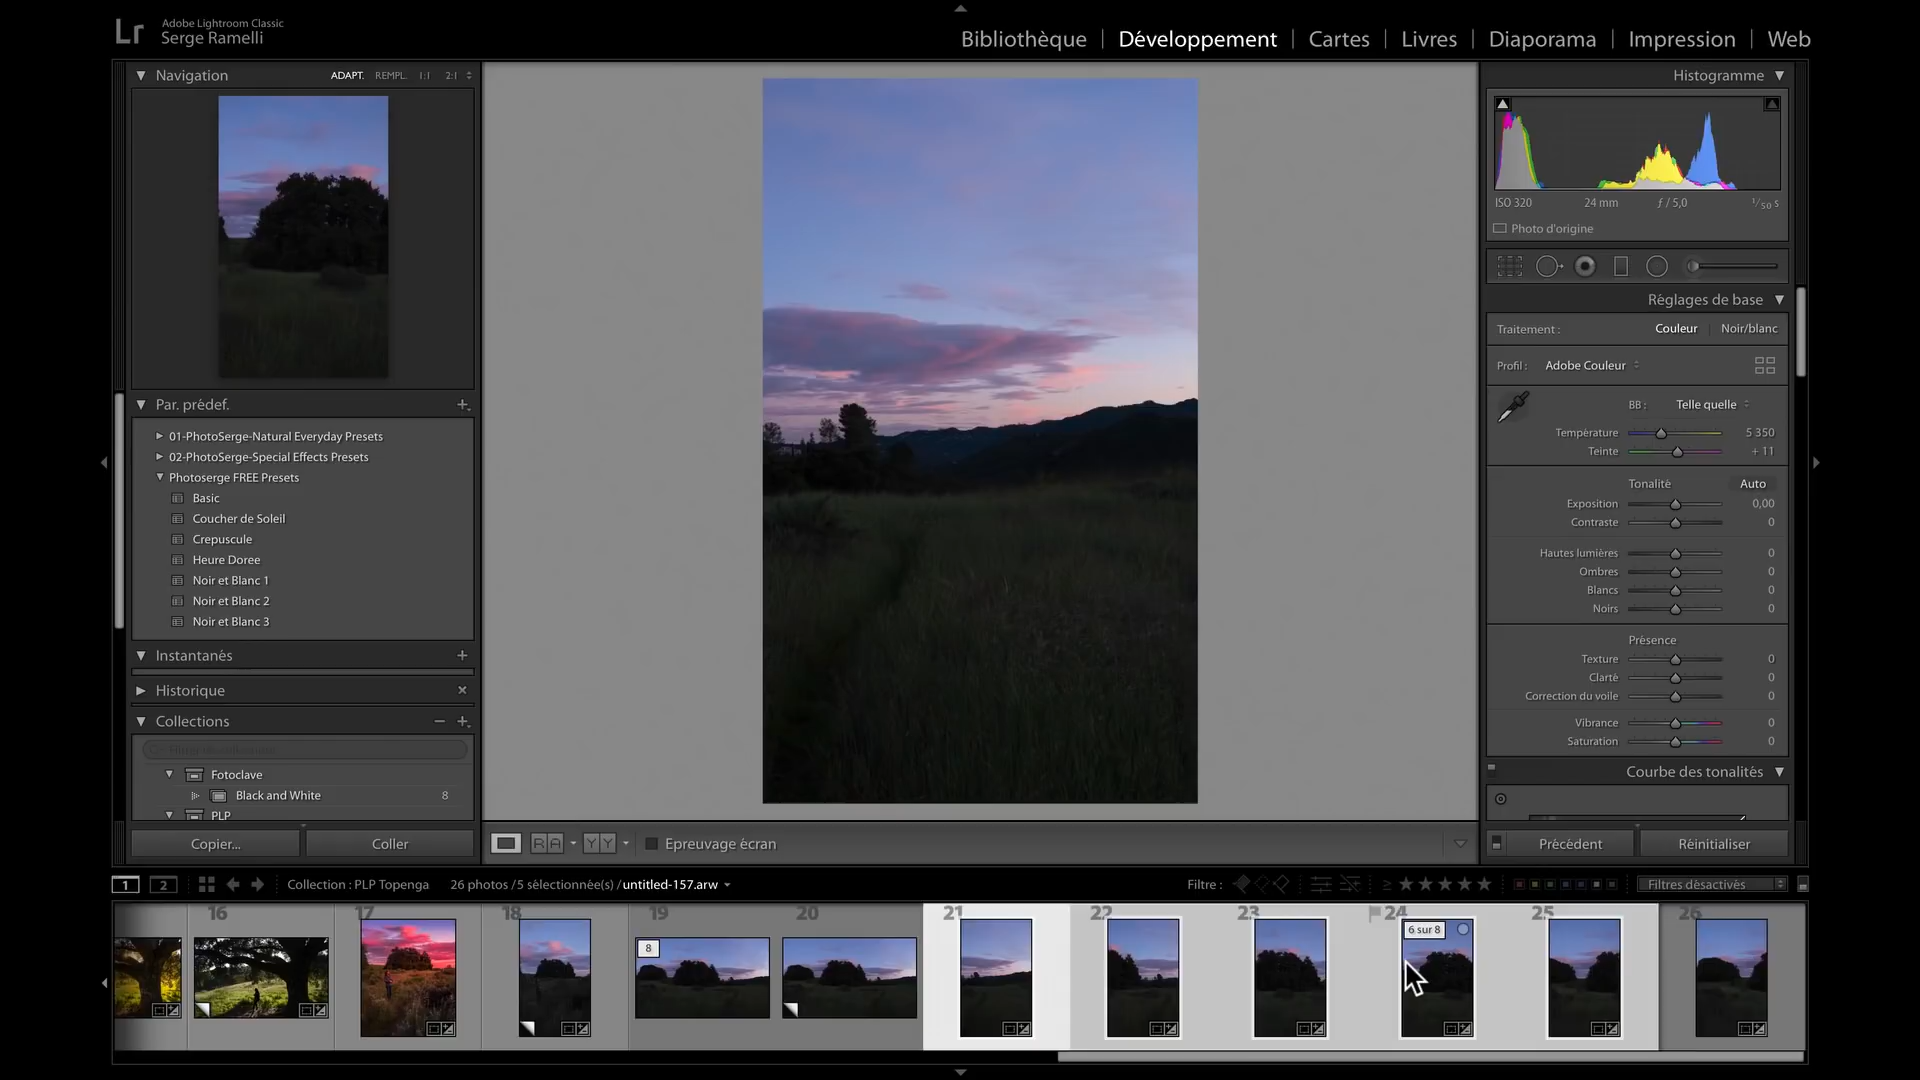 Lr
Adobe Lightroom Classic
Serge Ramelli
Bibliothèque | Développement | Cartes | Livres | Diaporama | Impression | Web
Navigation
ADAPT. REMPL. 1:1 2:1
Par. prédef.
01-PhotoSerge-Natural Everyday Presets
02-PhotoSerge-Special Effects Presets
Photoserge FREE Presets
Basic
Coucher de Soleil
Crepuscule
Heure Doree
Noir et Blanc 1
Noir et Blanc 2
Noir et Blanc 3
Instantanés
Historique
Collections
Fotoclave
Black and White 8
PLP
Copier...
Coller
R A
Y Y
Epreuvage écran
Histogramme
ISO 320 24 mm ƒ / 5,0 1/50 s
Photo d'origine
Réglages de base
Traitement : Couleur Noir/blanc
Profil : Adobe Couleur
BB : Telle quelle
Température 5 350
Teinte + 11
Tonalité Auto
Exposition 0,00
Contraste 0
Hautes lumières 0
Ombres 0
Blancs 0
Noirs 0
Présence
Texture 0
Clarté 0
Correction du voile 0
Vibrance 0
Saturation 0
Courbe des tonalités
Précédent
Réinitialiser
1 2
Collection : PLP Topenga
26 photos /5 sélectionnée(s) /untitled-157.arw
Filtre :
≥
Filtres désactivés
16 17 18 19 20 21 22 23 24 25 26
8
6 sur 8